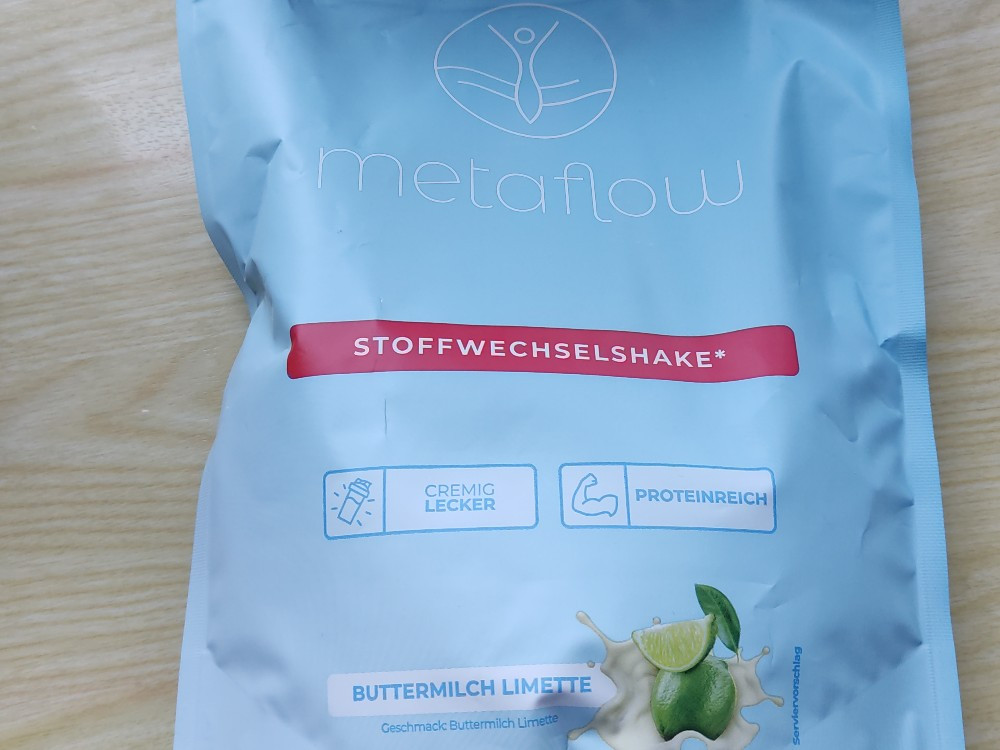 metaflow
STOFFWECHSELSHAKE*
CREMIG
LECKER
PROTEINREICH
BUTTERMILCH LIMETTE
Geschmack: Buttermilch Limette
Serviervorschlag